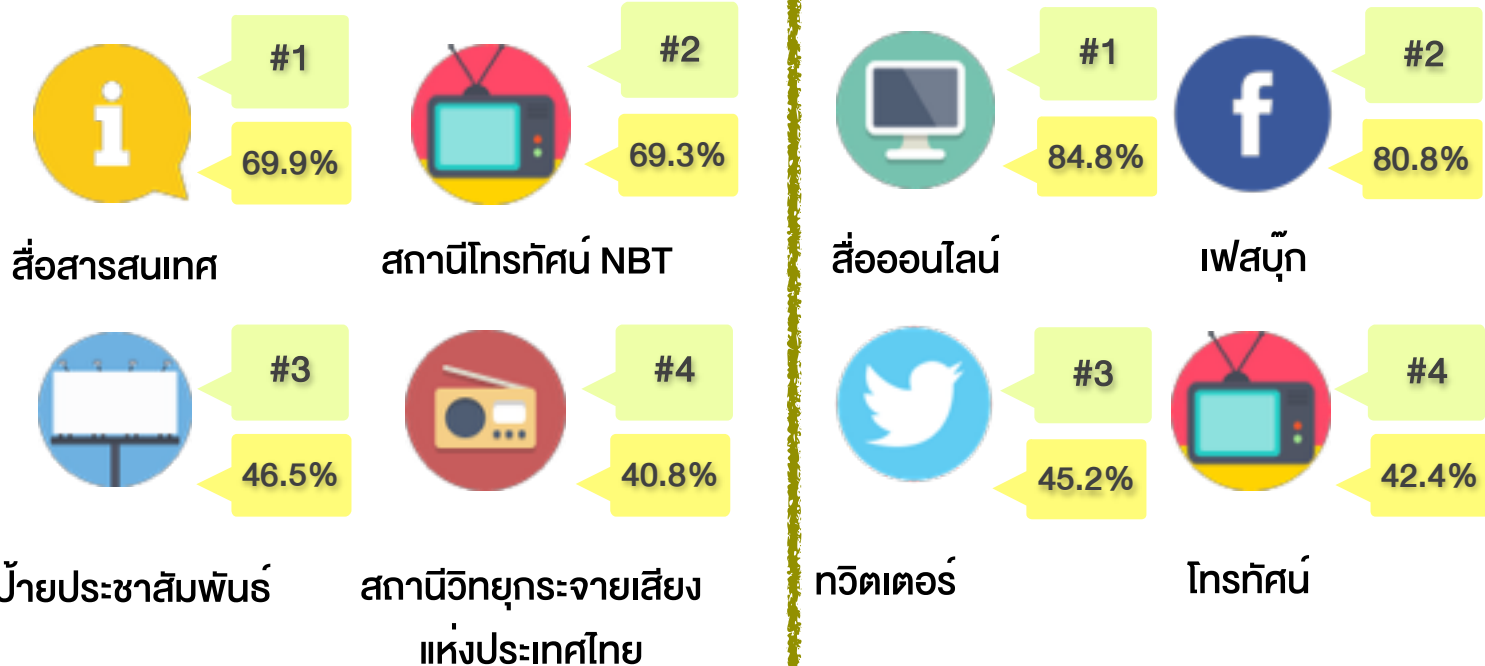 #1
69.9%
สื่อสารสนเทศ
#2
69.3%
สถานีโทรทัศน์ NBT
#3
46.5%
ป้ายประชาสัมพันธ์
#4
40.8%
สถานีวิทยุกระจายเสียง
แห่งประเทศไทย
#1
84.8%
สื่อออนไลน์
#2
80.8%
เฟสบุ๊ก
#3
45.2%
ทวิตเตอร์
#4
42.4%
โทรทัศน์